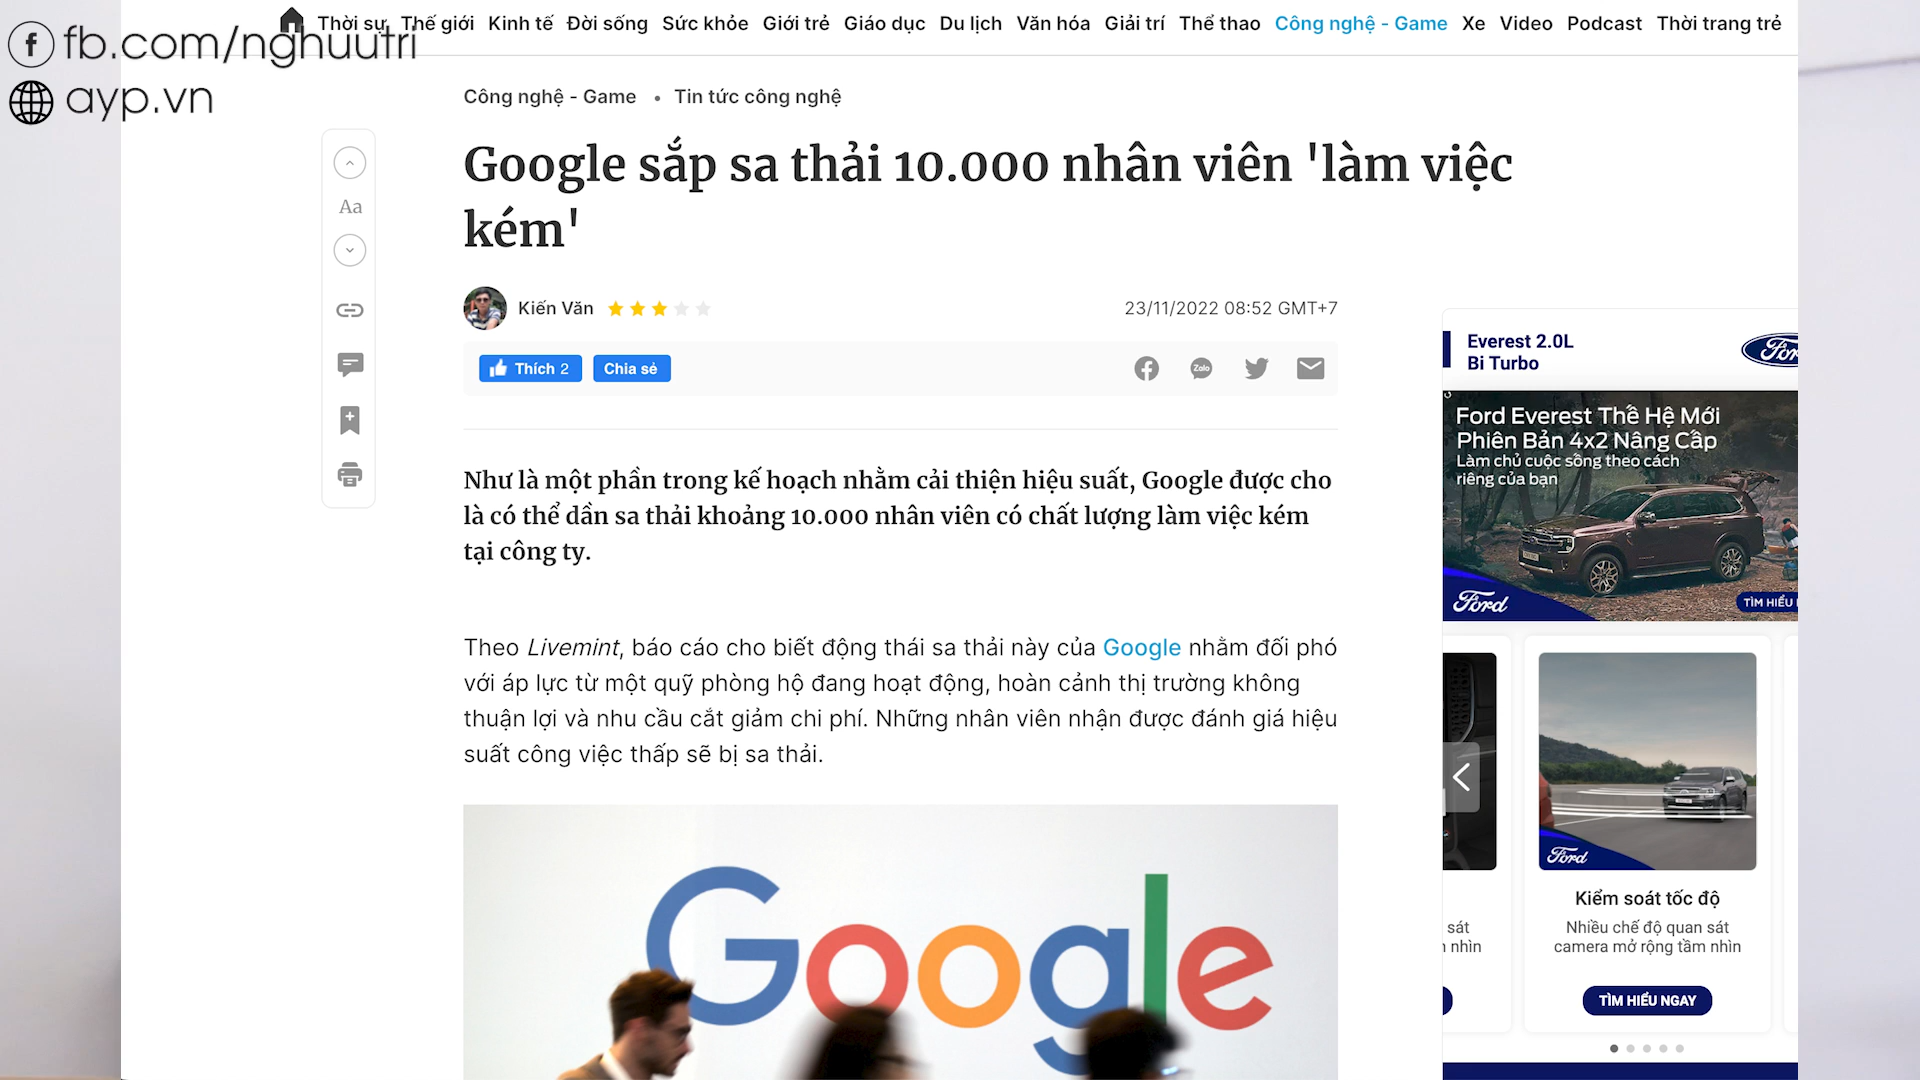 fb.com/nghuutri
ayp.vn
Thời sự Thế giới Kinh tế Đời sống Sức khỏe Giới trẻ Giáo dục Du lịch Văn hóa Giải trí Thể thao Công nghệ - Game Xe Video Podcast Thời trang trẻ
Công nghệ - Game • Tin tức công nghệ
Google sắp sa thải 10.000 nhân viên 'làm việc
kém'
Aa
Kiến Văn
23/11/2022 08:52 GMT+7
Thích 2
Chia sẻ
Zalo
Như là một phần trong kế hoạch nhằm cải thiện hiệu suất, Google được cho
là có thể dần sa thải khoảng 10.000 nhân viên có chất lượng làm việc kém
tại công ty.
Theo Livemint, báo cáo cho biết động thái sa thải này của Google nhằm đối phó
với áp lực từ một quỹ phòng hộ đang hoạt động, hoàn cảnh thị trường không
thuận lợi và nhu cầu cắt giảm chi phí. Những nhân viên nhận được đánh giá hiệu
suất công việc thấp sẽ bị sa thải.
Google
Everest 2.0L
Bi Turbo
Ford
Ford Everest Thế Hệ Mới
Phiên Bản 4x2 Nâng Cấp
Làm chủ cuộc sống theo cách
riêng của bạn
Ford
TÌM HIỂU
Ford
Kiểm soát tốc độ
Nhiều chế độ quan sát
camera mở rộng tầm nhìn
TÌM HIỂU NGAY
sát
nhìn